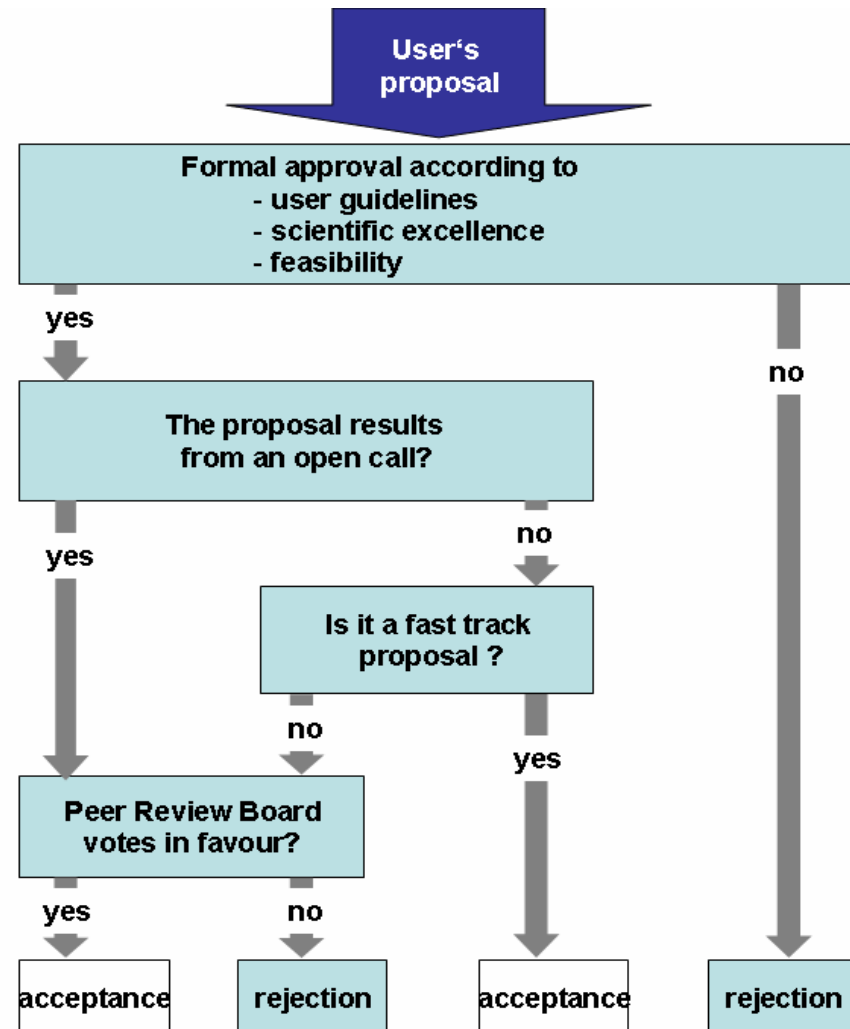 User‘s
proposal
Formal approval according to
- user guidelines
- scientific excellence
- feasibility
yes
no
The proposal results
from an open call?
yes
no
Is it a fast track
proposal ?
no
yes
Peer Review Board
votes in favour?
yes
no
acceptance
rejection
acceptance
rejection